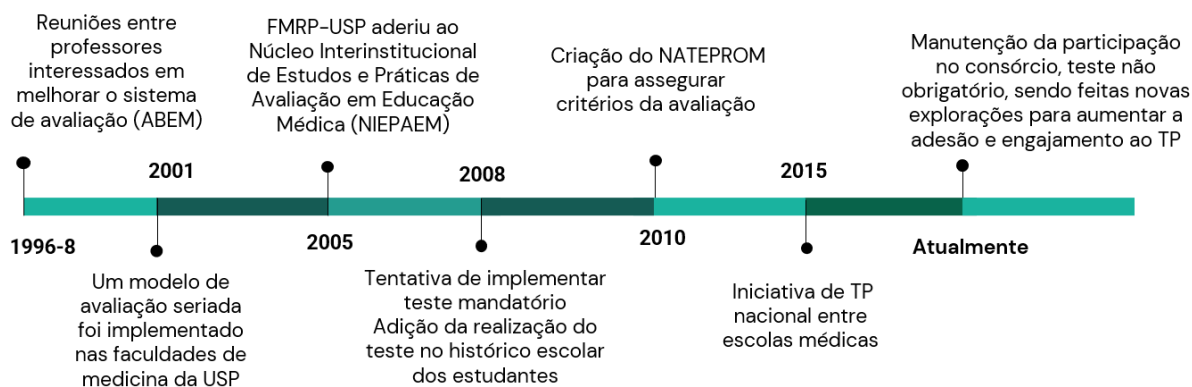 Reuniões entre
professores
interessados em
melhorar o sistema
de avaliação (ABEM)
1996-8
2001
Um modelo de
avaliação seriada
foi implementado
nas faculdades de
medicina da USP
FMRP-USP aderiu ao
Núcleo Interinstitucional
de Estudos e Práticas de
Avaliação em Educação
Médica (NIEPAEM)
2005
2008
Tentativa de implementar
teste mandatório
Adição da realização do
teste no histórico escolar
dos estudantes
Criação do NATEPROM
para assegurar
critérios da avaliação
2010
2015
Iniciativa de TP
nacional entre
escolas médicas
Manutenção da participação
no consórcio, teste não
obrigatório, sendo feitas novas
explorações para aumentar a
adesão e engajamento ao TP
Atualmente